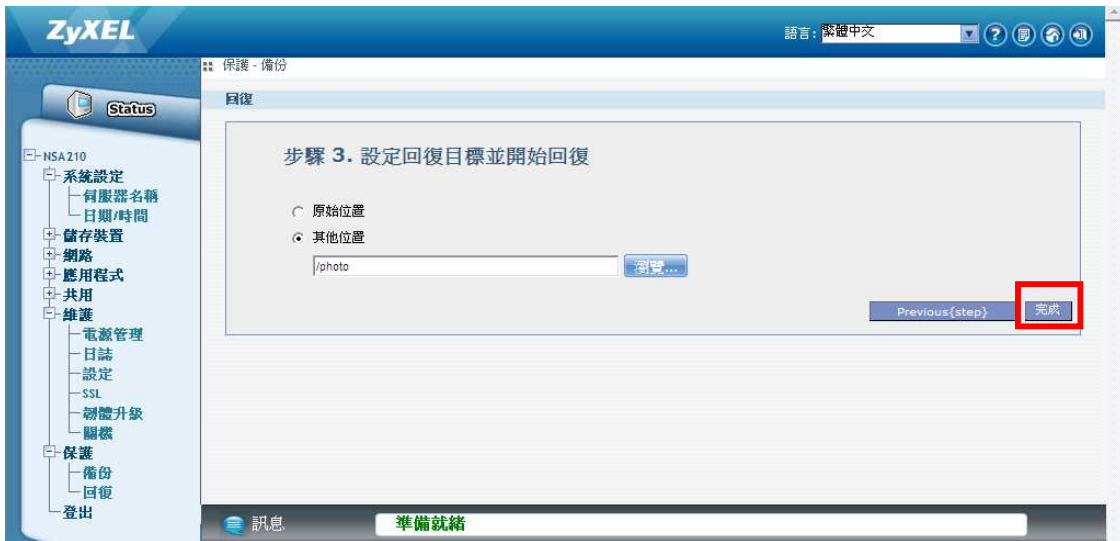 ZyXEL
語言: 繁體中文
保護 - 備份
Status
回復
NSA210
系統設定
伺服器名稱
日期/時間
儲存裝置
網路
應用程式
共用
維護
電源管理
日誌
設定
SSL
韌體升級
關機
保護
備份
回復
登出
步驟 3. 設定回復目標並開始回復
原始位置
其他位置
/photo
瀏覽...
Previous{step}
完成
訊息
準備就緒